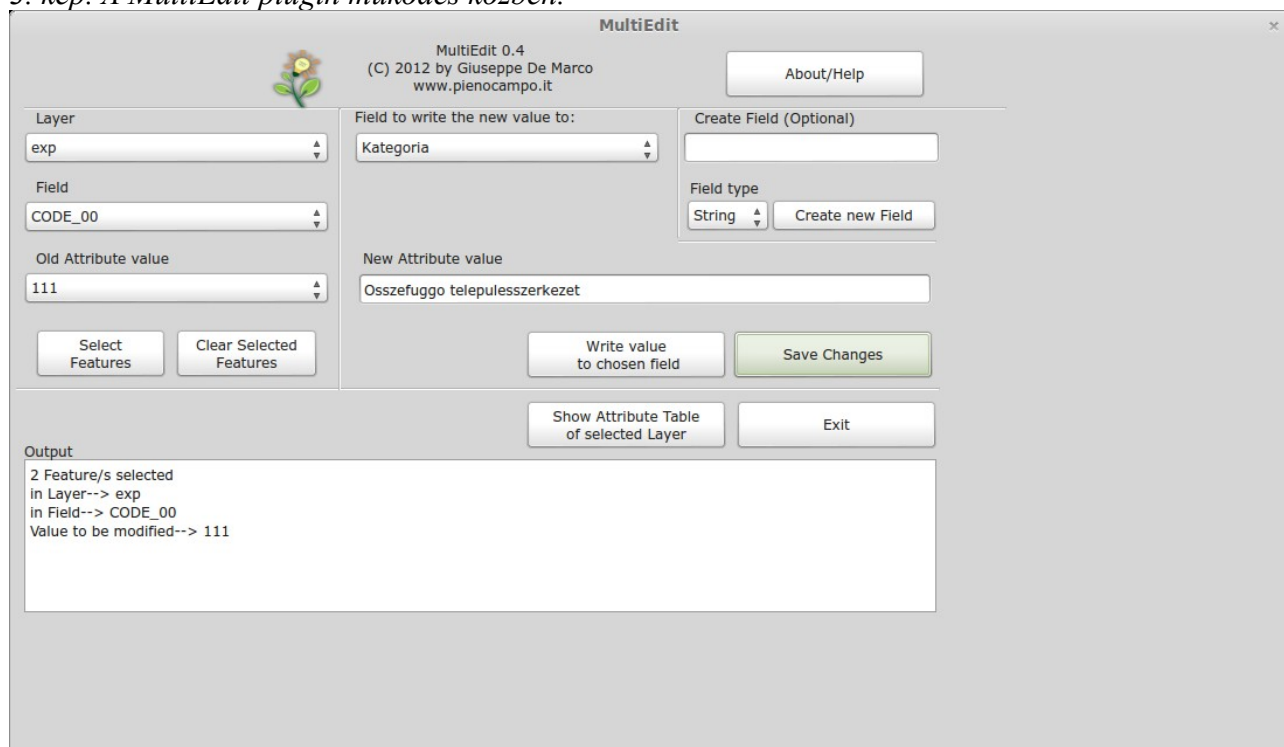 3. kép. A MultiEdit plugin működés közben.
MultiEdit
MultiEdit 0.4
(C) 2012 by Giuseppe De Marco
www.pienocampo.it
About/Help
Layer
exp
Field
CODE_00
Old Attribute value
111
Select
Features
Clear Selected
Features
Field to write the new value to:
Kategoria
Create Field (Optional)
Field type
String
Create new Field
New Attribute value
Osszefuggo telepulesszerkezet
Write value
to chosen field
Save Changes
Show Attribute Table
of selected Layer
Exit
Output
2 Feature/s selected
in Layer--> exp
in Field--> CODE_00
Value to be modified--> 111